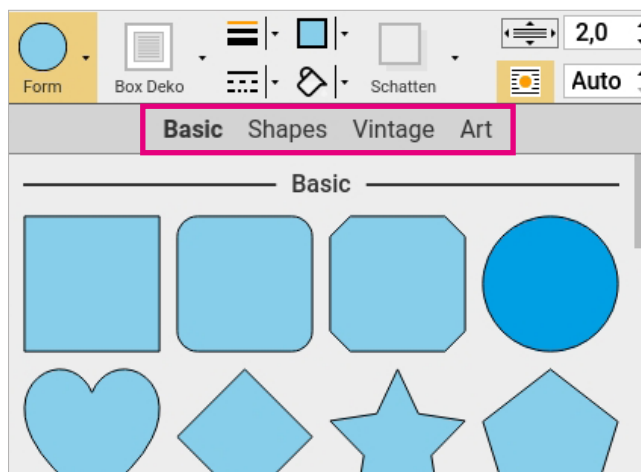 2,0
Form
Box Deko
Schatten
Auto
Basic Shapes Vintage Art
Basic